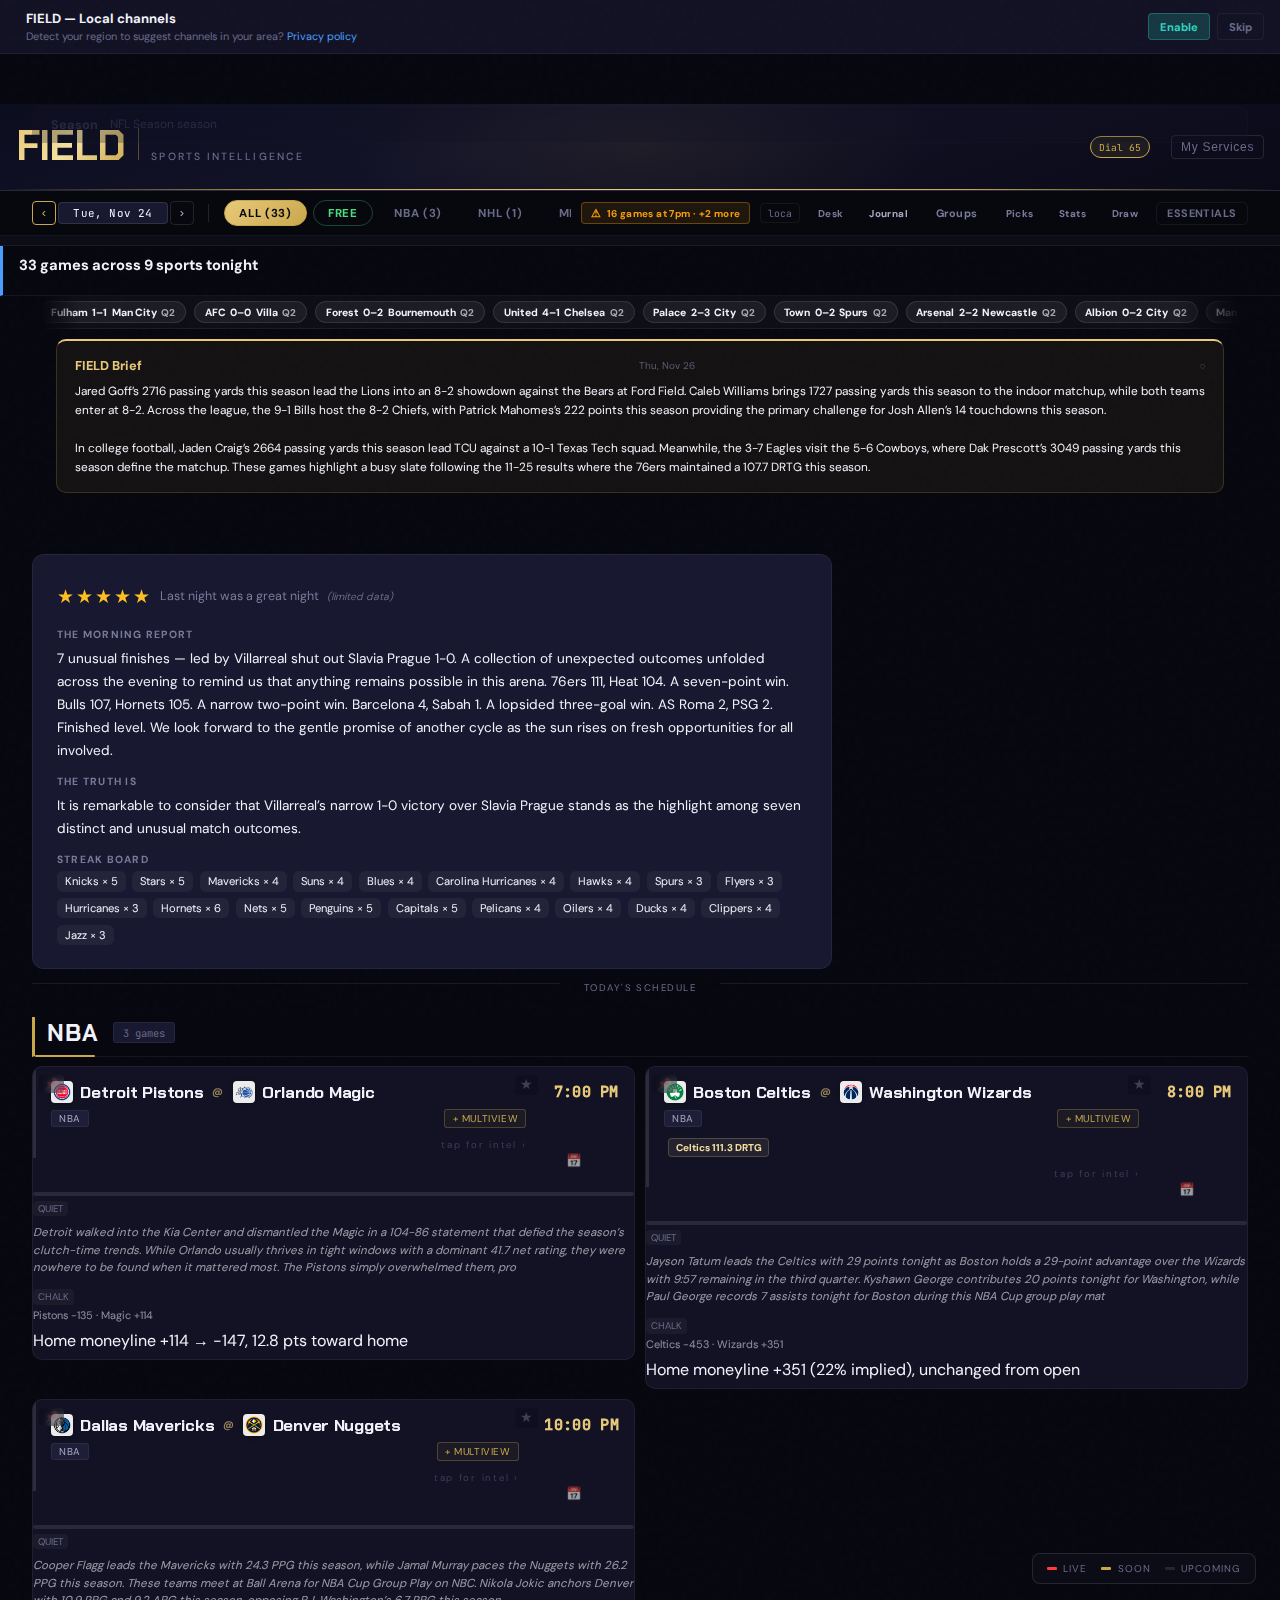 FIELD — Local channels
Detect your region to suggest channels in your area? Privacy policy
Enable
Skip
Season NFL Season season
FIELD
SPORTS INTELLIGENCE
Dial 65
My Services
‹ Tue, Nov 24 ›
ALL (33)
FREE
NBA (3)
NHL (1)
⚠ 16 games at 7pm · +2 more
loca
Desk
Journal
Groups
Picks
Stats
Draw
ESSENTIALS
33 games across 9 sports tonight
Fulham 1–1 Man City Q2
AFC 0–0 Villa Q2
Forest 0–2 Bournemouth Q2
United 4–1 Chelsea Q2
Palace 2–3 City Q2
Town 0–2 Spurs Q2
Arsenal 2–2 Newcastle Q2
Albion 0–2 City Q2
Man
FIELD Brief
Thu, Nov 26
Jared Goff's 2716 passing yards this season lead the Lions into an 8-2 showdown against the Bears at Ford Field. Caleb Williams brings 1727 passing yards this season to the indoor matchup, while both teams
enter at 8-2. Across the league, the 9-1 Bills host the 8-2 Chiefs, with Patrick Mahomes's 222 points this season providing the primary challenge for Josh Allen's 14 touchdowns this season.
In college football, Jaden Craig's 2664 passing yards this season lead TCU against a 10-1 Texas Tech squad. Meanwhile, the 3-7 Eagles visit the 5-6 Cowboys, where Dak Prescott's 3049 passing yards this
season define the matchup. These games highlight a busy slate following the 11-25 results where the 76ers maintained a 107.7 DRTG this season.
★★★★★ Last night was a great night (limited data)
THE MORNING REPORT
7 unusual finishes — led by Villarreal shut out Slavia Prague 1-0. A collection of unexpected outcomes unfolded
across the evening to remind us that anything remains possible in this arena. 76ers 111, Heat 104. A seven-point win.
Bulls 107, Hornets 105. A narrow two-point win. Barcelona 4, Sabah 1. A lopsided three-goal win. AS Roma 2, PSG 2.
Finished level. We look forward to the gentle promise of another cycle as the sun rises on fresh opportunities for all
involved.
THE TRUTH IS
It is remarkable to consider that Villarreal's narrow 1-0 victory over Slavia Prague stands as the highlight among seven
distinct and unusual match outcomes.
STREAK BOARD
Knicks × 5
Stars × 5
Mavericks × 4
Suns × 4
Blues × 4
Carolina Hurricanes × 4
Hawks × 4
Spurs × 3
Flyers × 3
Hurricanes × 3
Hornets × 6
Nets × 5
Penguins × 5
Capitals × 5
Pelicans × 4
Oilers × 4
Ducks × 4
Clippers × 4
Jazz × 3
TODAY'S SCHEDULE
NBA
3 games
Detroit Pistons @ Orlando Magic
★
7:00 PM
NBA
+ MULTIVIEW
tap for intel ›
QUIET
Detroit walked into the Kia Center and dismantled the Magic in a 104-86 statement that defied the season's
clutch-time trends. While Orlando usually thrives in tight windows with a dominant 41.7 net rating, they were
nowhere to be found when it mattered most. The Pistons simply overwhelmed them, pro
CHALK
Pistons -135 · Magic +114
Home moneyline +114 → -147, 12.8 pts toward home
Boston Celtics @ Washington Wizards
★
8:00 PM
NBA
+ MULTIVIEW
Celtics 111.3 DRTG
tap for intel ›
QUIET
Jayson Tatum leads the Celtics with 29 points tonight as Boston holds a 29-point advantage over the Wizards
with 9:57 remaining in the third quarter. Kyshawn George contributes 20 points tonight for Washington, while
Paul George records 7 assists tonight for Boston during this NBA Cup group play mat
CHALK
Celtics -453 · Wizards +351
Home moneyline +351 (22% implied), unchanged from open
Dallas Mavericks @ Denver Nuggets
★
10:00 PM
NBA
+ MULTIVIEW
tap for intel ›
QUIET
Cooper Flagg leads the Mavericks with 24.3 PPG this season, while Jamal Murray paces the Nuggets with 26.2
PPG this season. These teams meet at Ball Arena for NBA Cup Group Play on NBC. Nikola Jokic anchors Denver
with 10.9 RPG and 9.2 APG this season, opposing P.J. Washington's 6.7 RPG this season.
LIVE
SOON
UPCOMING